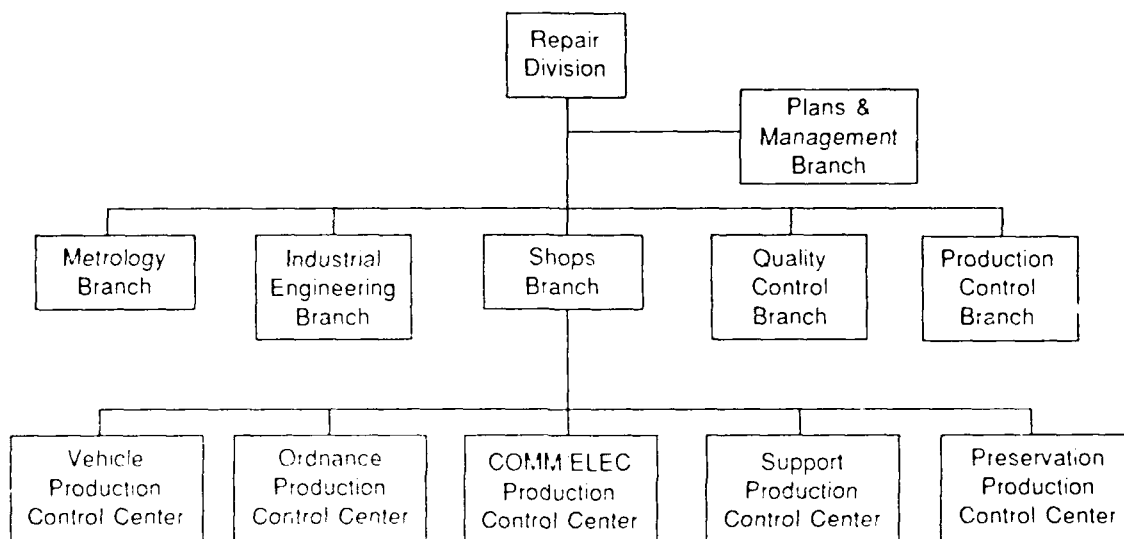 Repair
Division
Plans &
Management
Branch
Metrology
Branch
Industrial
Engineering
Branch
Shops
Branch
Quality
Control
Branch
Production
Control
Branch
Vehicle
Production
Control Center
Ordnance
Production
Control Center
COMM ELEC
Production
Control Center
Support
Production
Control Center
Preservation
Production
Control Center